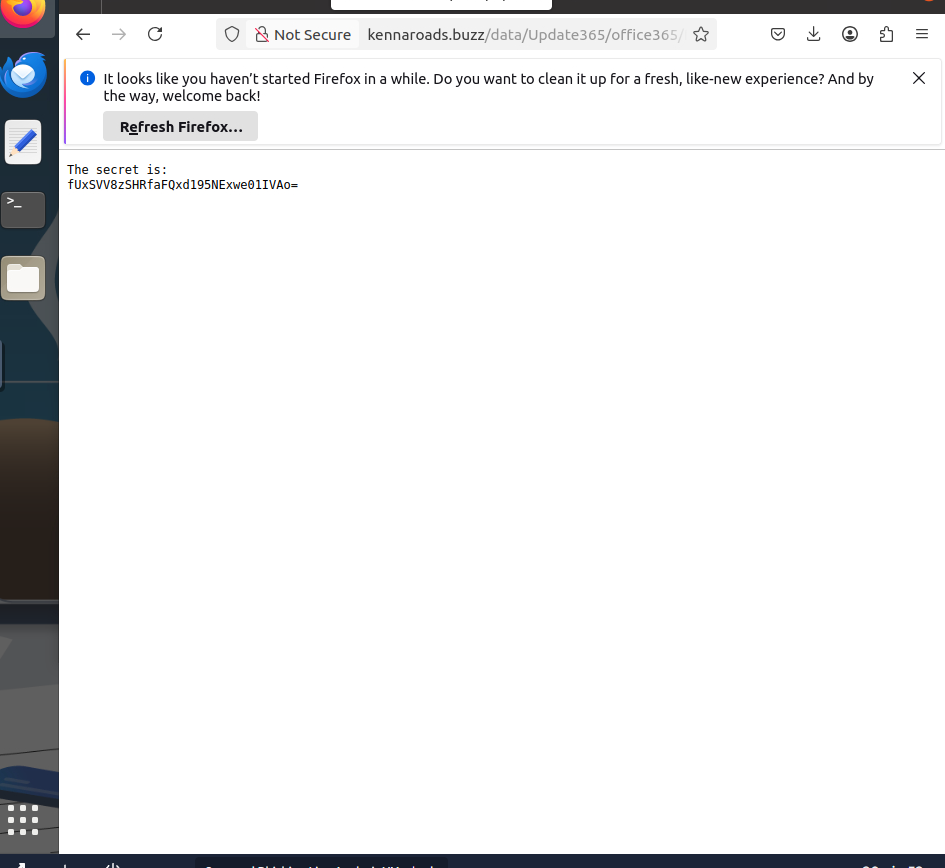 Not Secure kennaroads.buzz/data/Update365/office365/
It looks like you haven’t started Firefox in a while. Do you want to clean it up for a fresh, like-new experience? And by
the way, welcome back!
Refresh Firefox…
The secret is:
fUxSVV8zSHRfaFQxd195NExwe01IVAo=